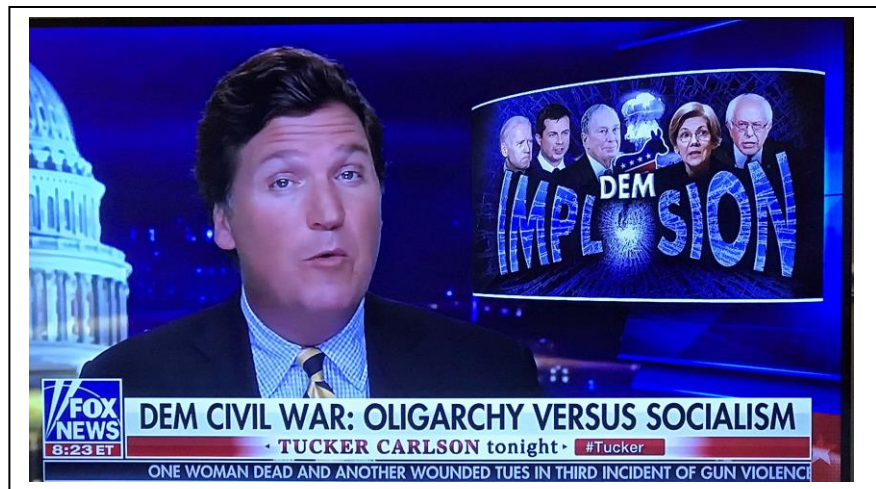 DEM
IMPLOSION
FOX
NEWS
8:23 ET
DEM CIVIL WAR: OLIGARCHY VERSUS SOCIALISM
TUCKER CARLSON tonight
#Tucker
ONE WOMAN DEAD AND ANOTHER WOUNDED TUES IN THIRD INCIDENT OF GUN VIOLENCE